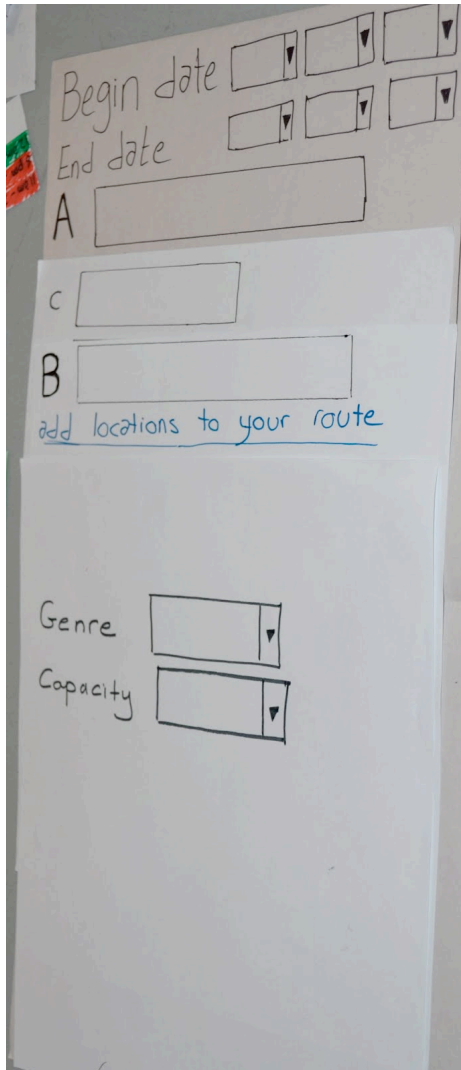 Begin date
End date
A
C
B
add locations to your route
Genre
Capacity